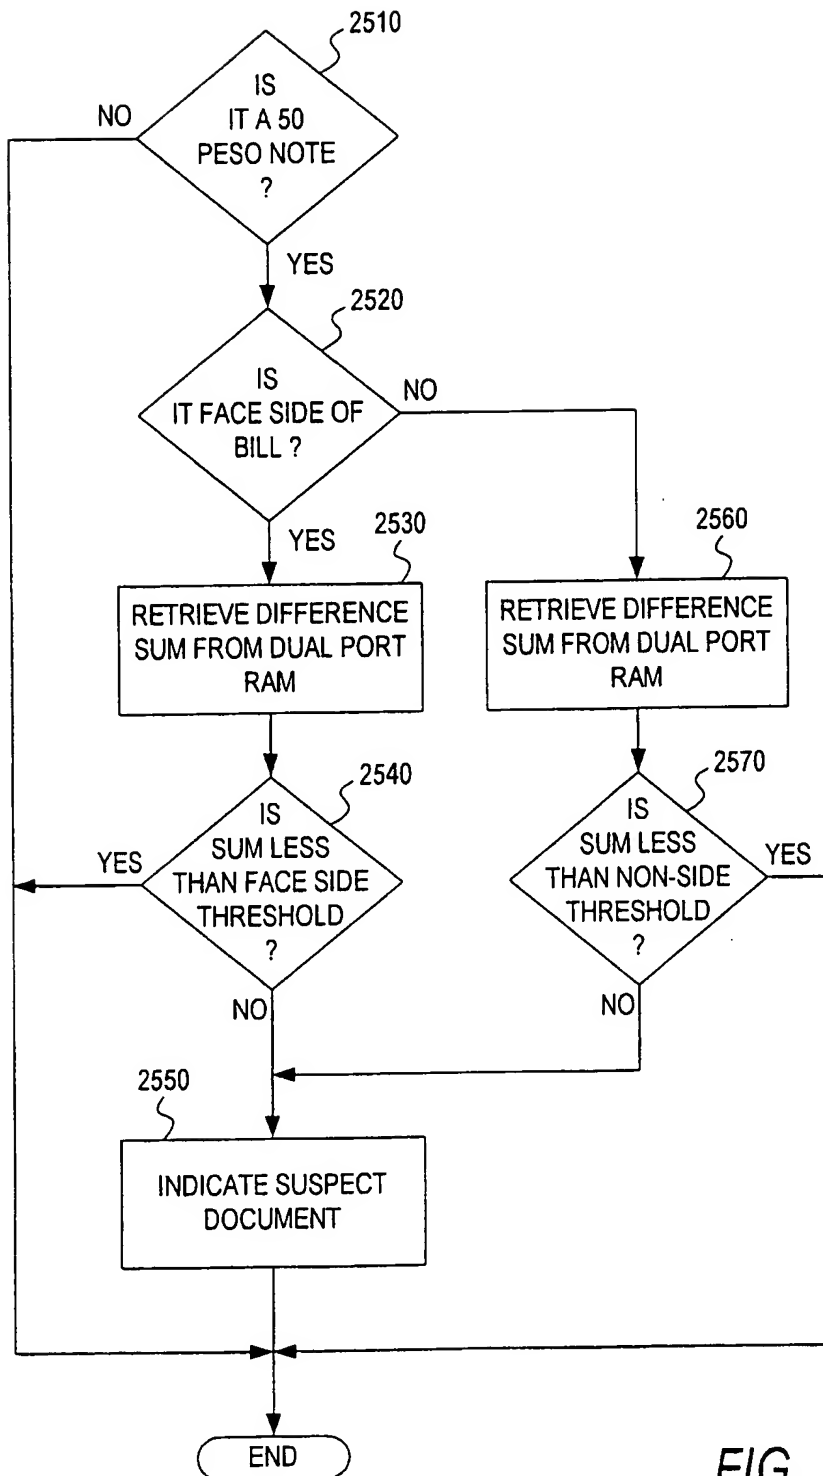 2510
IS
IT A 50
PESO NOTE
?
NO
YES
2520
IS
IT FACE SIDE OF
BILL ?
NO
YES
2530
RETRIEVE DIFFERENCE
SUM FROM DUAL PORT
RAM
2560
RETRIEVE DIFFERENCE
SUM FROM DUAL PORT
RAM
2540
IS
SUM LESS
THAN FACE SIDE
THRESHOLD
?
YES
NO
2570
IS
SUM LESS
THAN NON-SIDE
THRESHOLD
?
YES
NO
2550
INDICATE SUSPECT
DOCUMENT
END
FIG